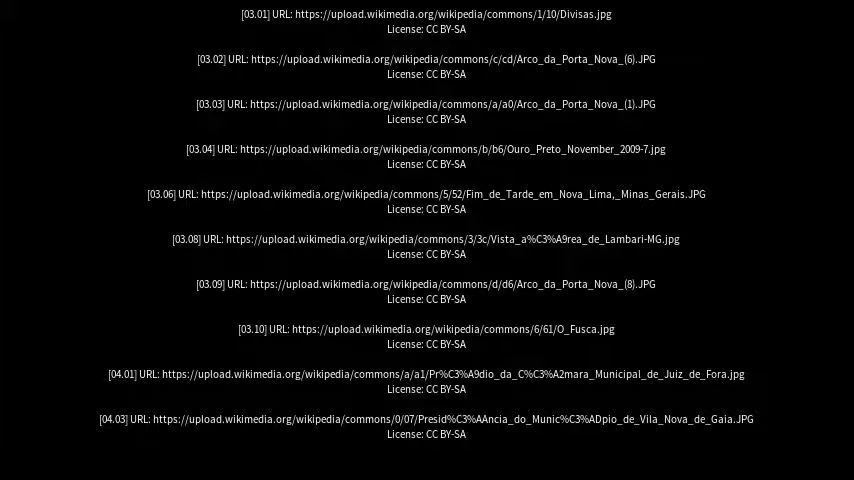 [03.01] URL: https://upload.wikimedia.org/wikipedia/commons/1/10/Divisas.jpg
License: CC BY-SA
[03.02] URL: https://upload.wikimedia.org/wikipedia/commons/c/cd/Arco_da_Porta_Nova_(6).JPG
License: CC BY-SA
[03.03] URL: https://upload.wikimedia.org/wikipedia/commons/a/a0/Arco_da_Porta_Nova_(1).JPG
License: CC BY-SA
[03.04] URL: https://upload.wikimedia.org/wikipedia/commons/b/b6/Ouro_Preto_November_2009-7.jpg
License: CC BY-SA
[03.06] URL: https://upload.wikimedia.org/wikipedia/commons/5/52/Fim_de_Tarde_em_Nova_Lima,_Minas_Gerais.JPG
License: CC BY-SA
[03.08] URL: https://upload.wikimedia.org/wikipedia/commons/3/3c/Vista_a%C3%A9rea_de_Lambari-MG.jpg
License: CC BY-SA
[03.09] URL: https://upload.wikimedia.org/wikipedia/commons/d/d6/Arco_da_Porta_Nova_(8).JPG
License: CC BY-SA
[03.10] URL: https://upload.wikimedia.org/wikipedia/commons/6/61/O_Fusca.jpg
License: CC BY-SA
[04.01] URL: https://upload.wikimedia.org/wikipedia/commons/a/a1/Pr%C3%A9dio_da_C%C3%A2mara_Municipal_de_Juiz_de_Fora.jpg
License: CC BY-SA
[04.03] URL: https://upload.wikimedia.org/wikipedia/commons/0/07/Presid%C3%AAncia_do_Munic%C3%ADpio_de_Vila_Nova_de_Gaia.JPG
License: CC BY-SA